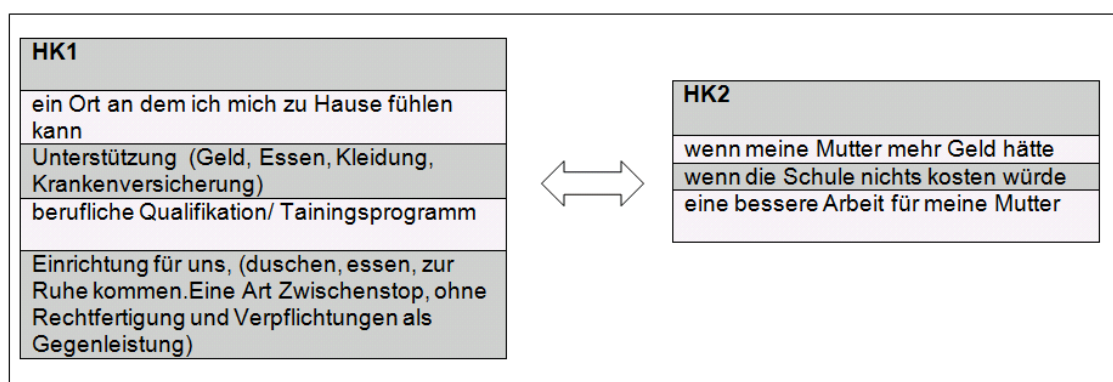 HK1
ein Ort an dem ich mich zu Hause fühlen
kann
Unterstützung (Geld, Essen, Kleidung,
Krankenversicherung)
berufliche Qualifikation/ Tainingsprogramm
Einrichtung für uns, (duschen, essen, zur
Ruhe kommen.Eine Art Zwischenstop, ohne
Rechtfertigung und Verpflichtungen als
Gegenleistung)
HK2
wenn meine Mutter mehr Geld hätte
wenn die Schule nichts kosten würde
eine bessere Arbeit für meine Mutter